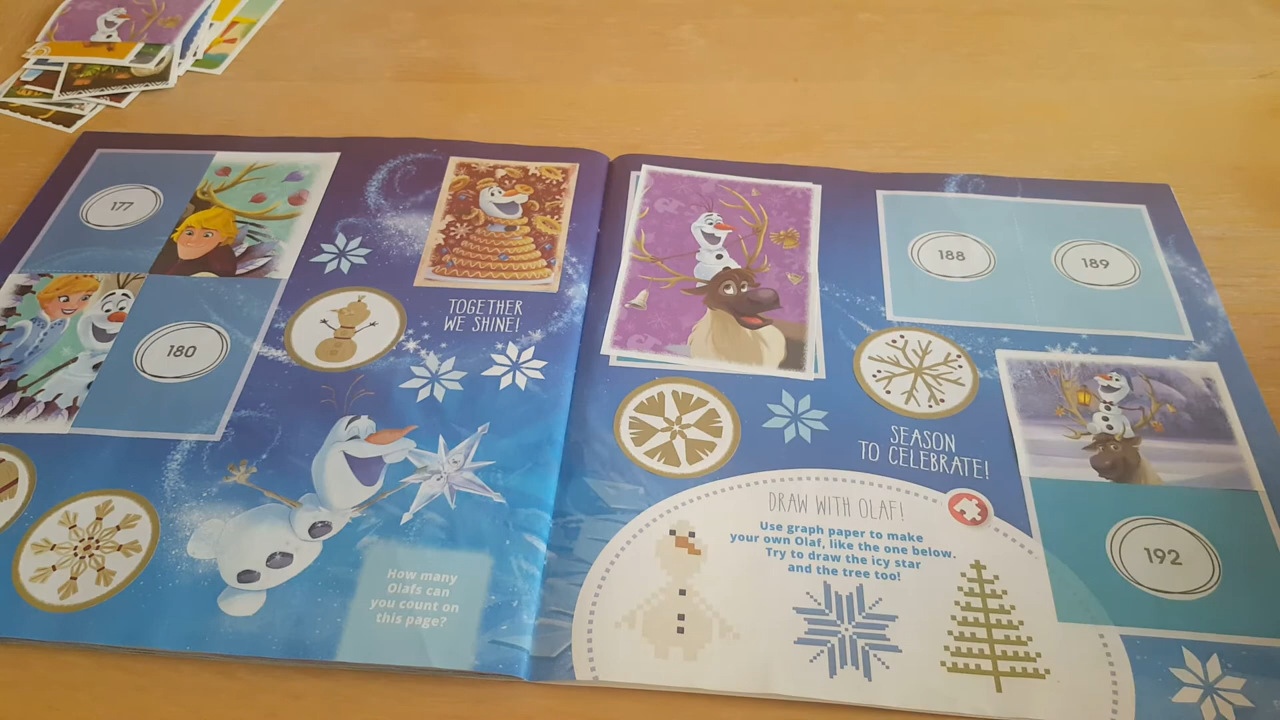 177
180
TOGETHER
WE SHINE!
How many
Olafs can
you count on
this page?
188
189
SEASON
TO CELEBRATE!
DRAW WITH OLAF!
Use graph paper to make
your own Olaf, like the one below.
Try to draw the icy star
and the tree too!
192